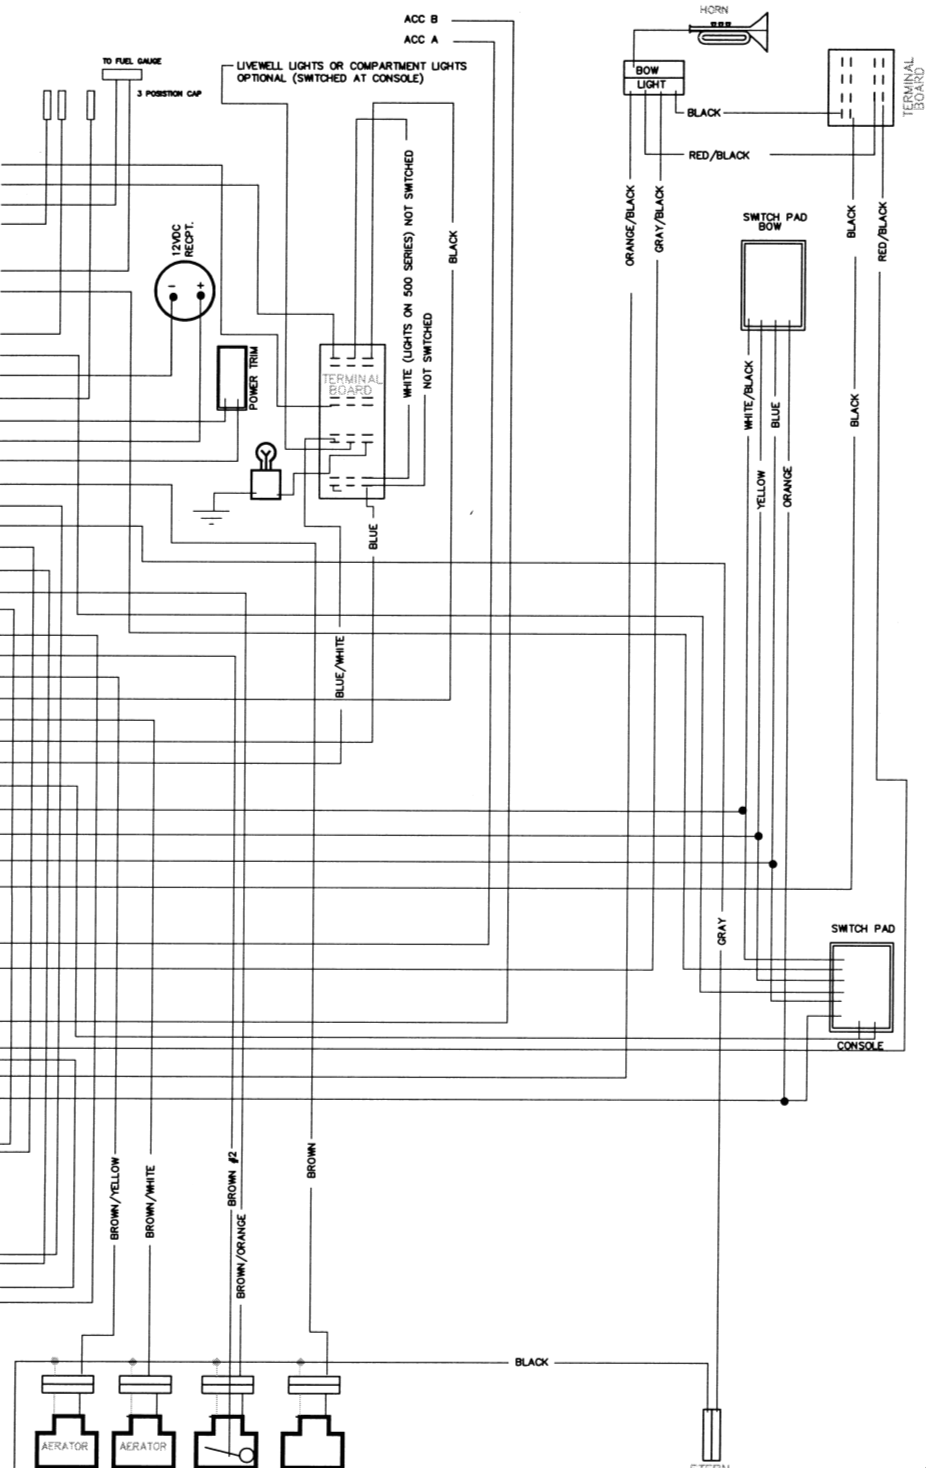 HORN
ACC B
ACC A
TO FUEL GAUGE
3 POSISTION CAP
LIVEWELL LIGHTS OR COMPARTMENT LIGHTS
OPTIONAL (SWITCHED AT CONSOLE)
BOW
LIGHT
BLACK
RED/BLACK
TERMINAL
BOARD
ORANGE/BLACK
GRAY/BLACK
BLACK
RED/BLACK
SWITCH PAD
BOW
12VDC
RECPT.
- +
POWER TRIM
TERMINAL
BOARD
WHITE (LIGHTS ON 500 SERIES) NOT SWITCHED
NOT SWITCHED
BLACK
WHITE/BLACK
YELLOW
BLUE
ORANGE
BLACK
BLUE
BLUE/WHITE
GRAY
SWITCH PAD
CONSOLE
BROWN/YELLOW
BROWN/WHITE
BROWN #2
BROWN/ORANGE
BROWN
BLACK
AERATOR
AERATOR
STERN